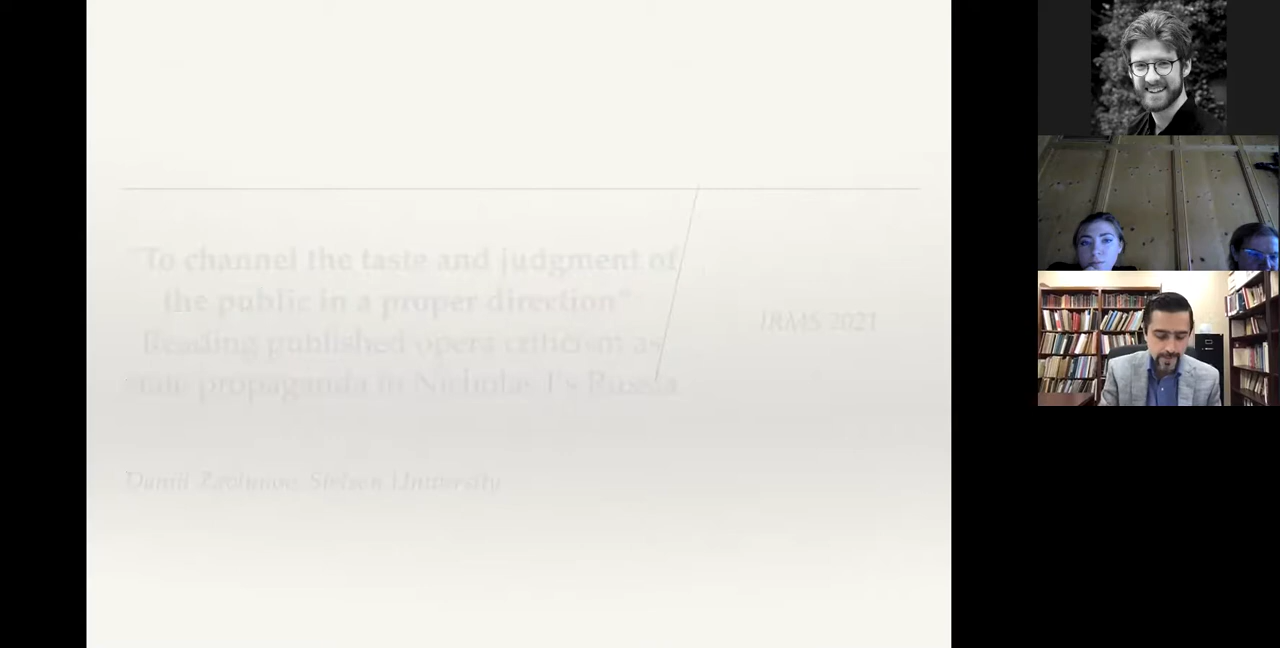 "To channel the taste and judgment of
the public in a proper direction"
Reading published opera criticism as
state propaganda in Nicholas I's Russia
IRMS 2021
Daniil Zavlunov, Stetson University